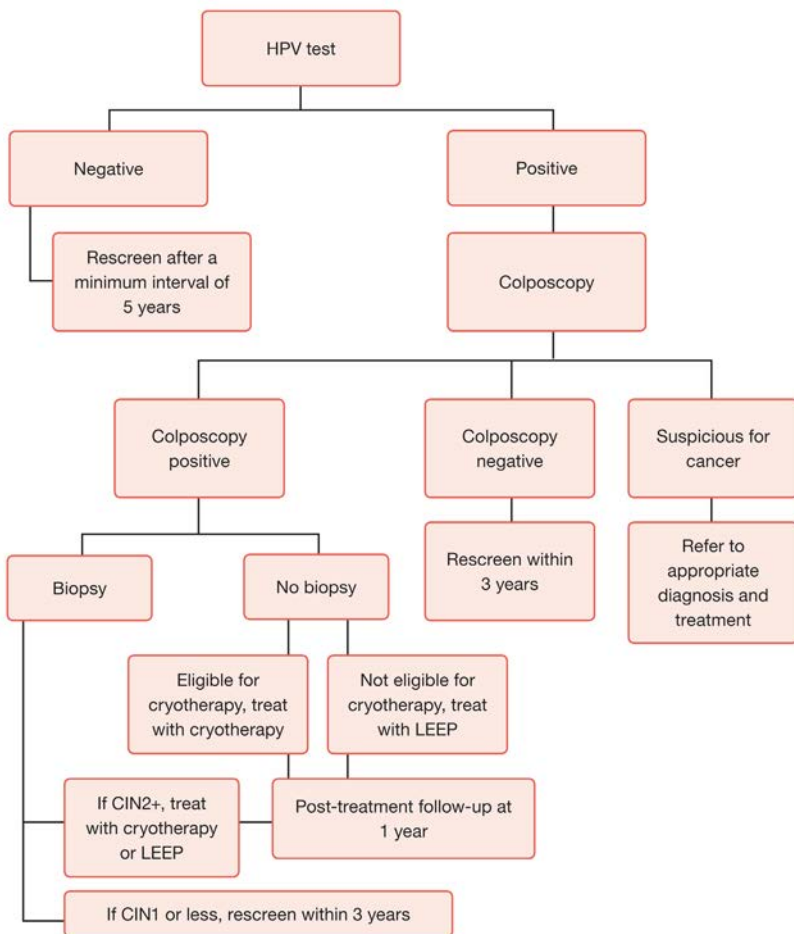 HPV test
Negative
Positive
Rescreen after a
minimum interval of
5 years
Colposcopy
Colposcopy
positive
Colposcopy
negative
Suspicious for
cancer
Biopsy
No biopsy
Rescreen within
3 years
Refer to
appropriate
diagnosis and
treatment
Eligible for
cryotherapy, treat
with cryotherapy
Not eligible for
cryotherapy, treat
with LEEP
If CIN2+, treat
with cryotherapy
or LEEP
Post-treatment follow-up at
1 year
If CIN1 or less, rescreen within 3 years